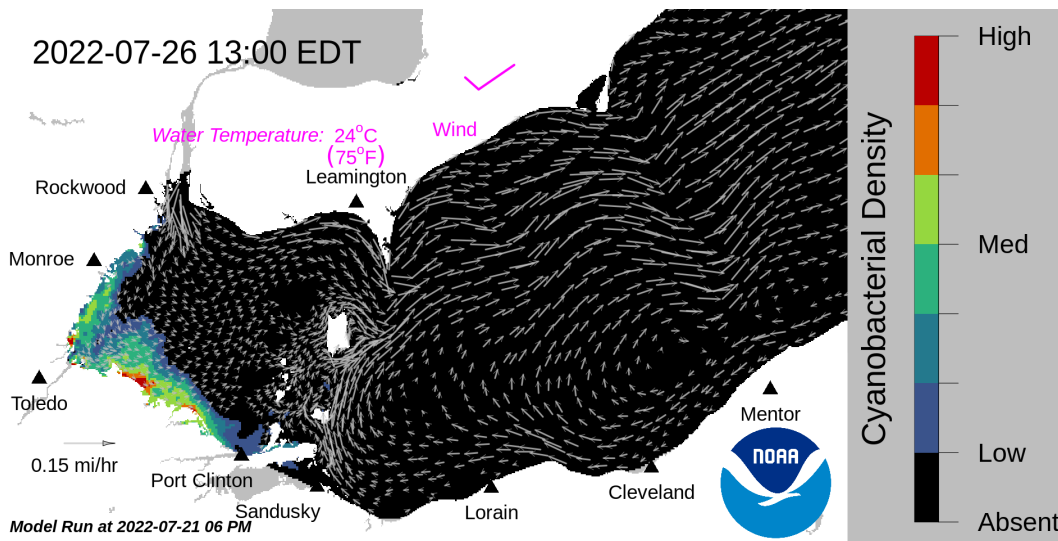 2022-07-26 13:00 EDT
Water Temperature: 24°C
(75°F)
Wind
Leamington
Rockwood
Monroe
Toledo
0.15 mi/hr
Port Clinton
Sandusky
Lorain
Cleveland
Mentor
NOAA
Model Run at 2022-07-21 06 PM
Cyanobacterial Density
High
Med
Low
Absent